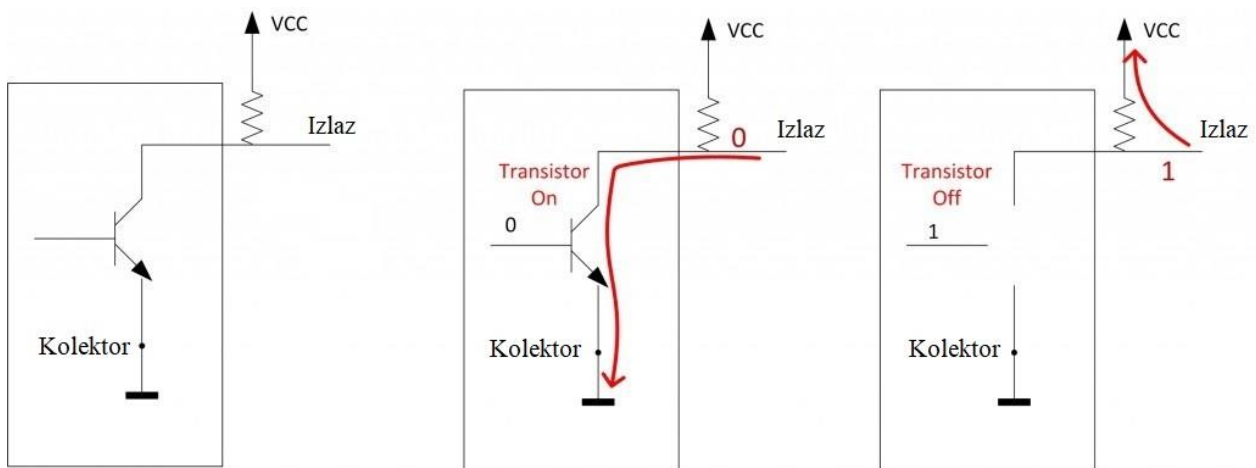 VCC
Izlaz
Kolektor
VCC
Izlaz
0
Transistor
On
0
Kolektor
VCC
Izlaz
1
Transistor
Off
1
Kolektor